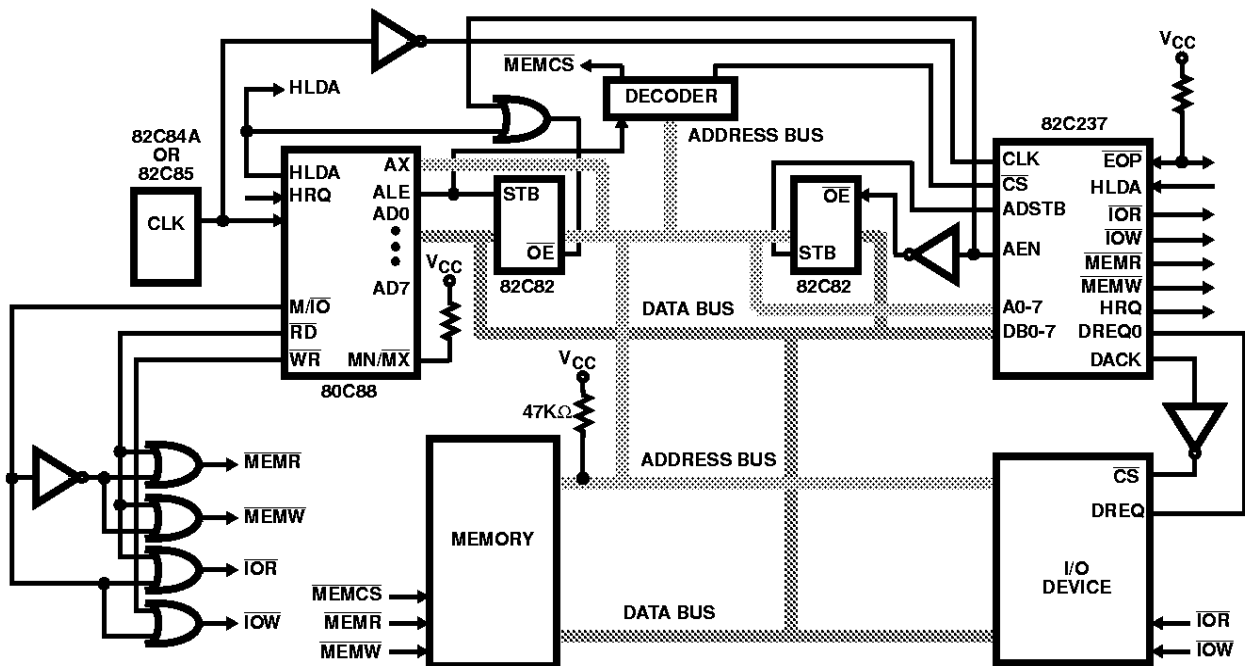 VCC
MEMCS
DECODER
HLDA
ADDRESS BUS
82C84A
OR
82C85
CLK
HLDA
HRQ
AX
ALE
AD0
AD7
M/IO
RD
WR
MN/MX
80C88
VCC
STB
OE
82C82
OE
STB
82C82
DATA BUS
82C237
CLK
CS
ADSTB
AEN
A0-7
DB0-7
EOP
HLDA
IOR
IOW
MEMR
MEMW
HRQ
DREQ0
DACK
VCC
47KΩ
MEMR
MEMW
IOR
IOW
ADDRESS BUS
MEMORY
DATA BUS
MEMCS
MEMR
MEMW
CS
DREQ
I/O
DEVICE
IOR
IOW